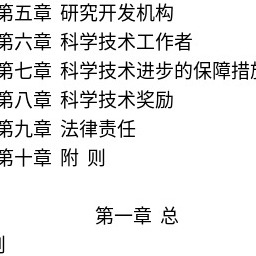 第五章 研究开发机构
第六章 科学技术工作者
第七章 科学技术进步的保障措施
第八章 科学技术奖励
第九章 法律责任
第十章 附 则
第一章 总
则